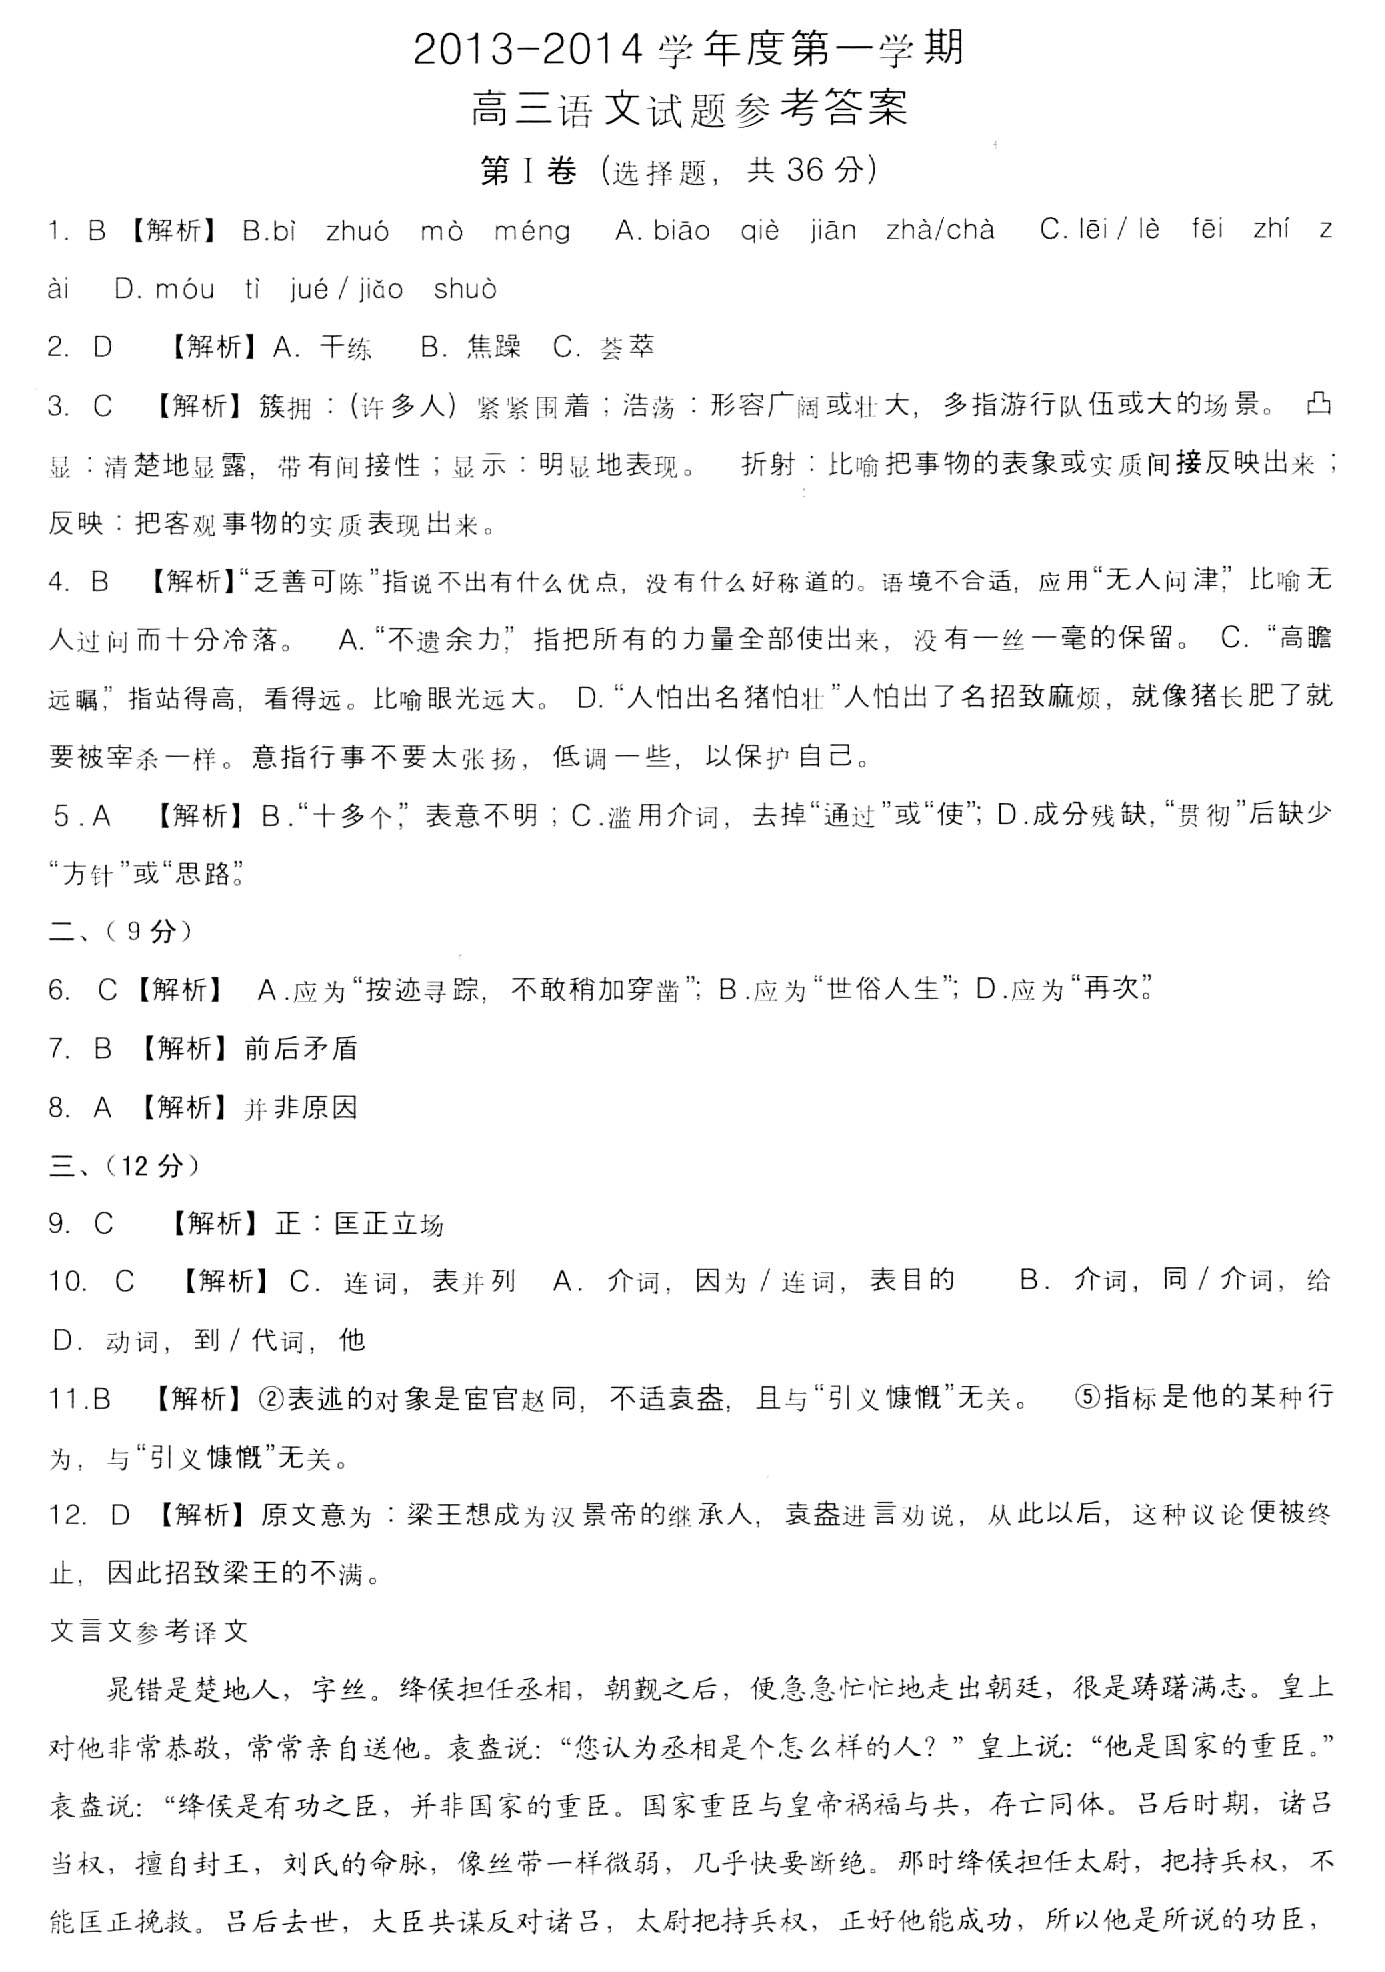 2013-2014 学年度第一学期
高三语文试题参考答案
第 I 卷（选择题，共 36 分）
1. B 【解析】 B.bì zhuó mò méng A. biāo qiè jiān zhà/chà C. lēi / lè fēi zhí z
ài D. móu tì jué / jiǎo shuò
2. D 【解析】A. 干练 B. 焦躁 C. 荟萃
3. C 【解析】簇拥：（许多人）紧紧围着；浩荡：形容广阔或壮大，多指游行队伍或大的场景。 凸
显：清楚地显露，带有间接性；显示：明显地表现。 折射：比喻把事物的表象或实质间接反映出来；
反映：把客观事物的实质表现出来。
4. B 【解析】“乏善可陈”指说不出有什么优点，没有什么好称道的。语境不合适，应用“无人问津”，比喻无
人过问而十分冷落。 A. “不遗余力”，指把所有的力量全部使出来，没有一丝一毫的保留。 C. “高瞻
远瞩”，指站得高，看得远。比喻眼光远大。 D. “人怕出名猪怕壮”人怕出了名招致麻烦，就像猪长肥了就
要被宰杀一样。意指行事不要太张扬，低调一些，以保护自己。
5.A 【解析】B.“十多个”，表意不明；C.滥用介词，去掉“通过”或“使”；D.成分残缺，“贯彻”后缺少
“方针”或“思路”。
二、（9 分）
6. C【解析】 A.应为“按迹寻踪，不敢稍加穿凿”；B.应为“世俗人生”；D.应为“再次”。
7. B 【解析】前后矛盾
8. A 【解析】并非原因
三、（12 分）
9. C 【解析】正：匡正立场
10. C 【解析】C. 连词，表并列 A. 介词，因为 / 连词，表目的 B. 介词，同 / 介词，给
D. 动词，到 / 代词，他
11.B 【解析】②表述的对象是宦官赵同，不适袁盎，且与“引义慷慨”无关。 ⑤指标是他的某种行
为，与“引义慷慨”无关。
12. D 【解析】原文意为：梁王想成为汉景帝的继承人，袁盎进言劝说，从此以后，这种议论便被终
止，因此招致梁王的不满。
文言文参考译文
晁错是楚地人，字丝。绛侯担任丞相，朝觐之后，便急急忙忙地走出朝廷，很是踌躇满志。皇上
对他非常恭敬，常常亲自送他。袁盎说：“您认为丞相是个怎么样的人？”皇上说：“他是国家的重臣。”
袁盎说：“绛侯是有功之臣，并非国家的重臣。国家重臣与皇帝祸福与共，存亡同体。吕后时期，诸吕
当权，擅自封王，刘氏的命脉，像丝带一样微弱，几乎快要断绝。那时绛侯担任太尉，把持兵权，不
能匡正挽救。吕后去世，大臣共谋反对诸吕，太尉把持兵权，正好他能成功，所以他是所说的功臣，